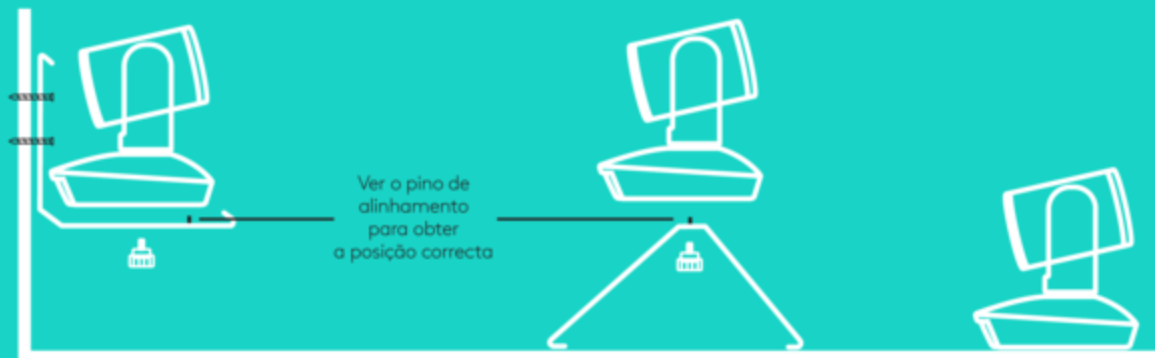 Ver o pino de
alinhamento
para obter
a posição correcta